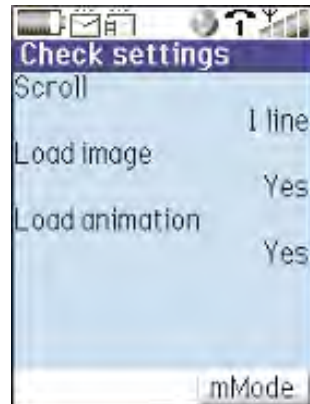 Check settings
Scroll
1 line
Load image
Yes
Load animation
Yes
mMode